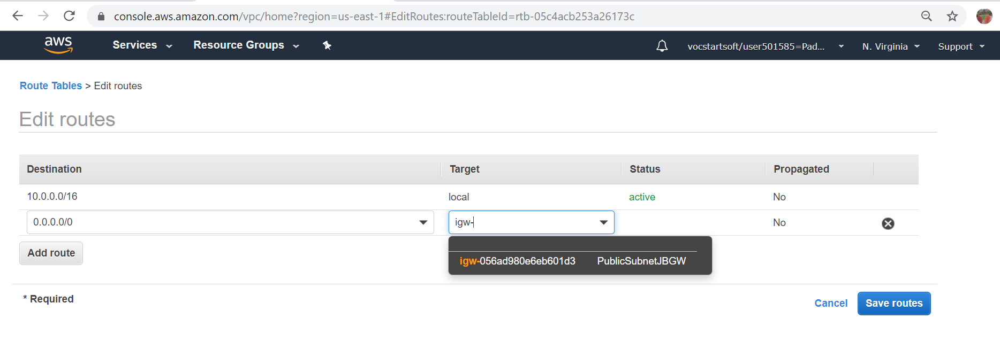 console.aws.amazon.com/vpc/home?region=us-east-1#EditRoutes:routeTableId=rtb-05c4acb253a26173c
aws Services Resource Groups vocstartsoft/user501585=Pad... N. Virginia Support
Route Tables > Edit routes
Edit routes
Destination Target Status Propagated
10.0.0.0/16 local active No
0.0.0.0/0 igw- No
igw-056ad980e6eb601d3 PublicSubnetJBGW
Add route
* Required
Cancel Save routes